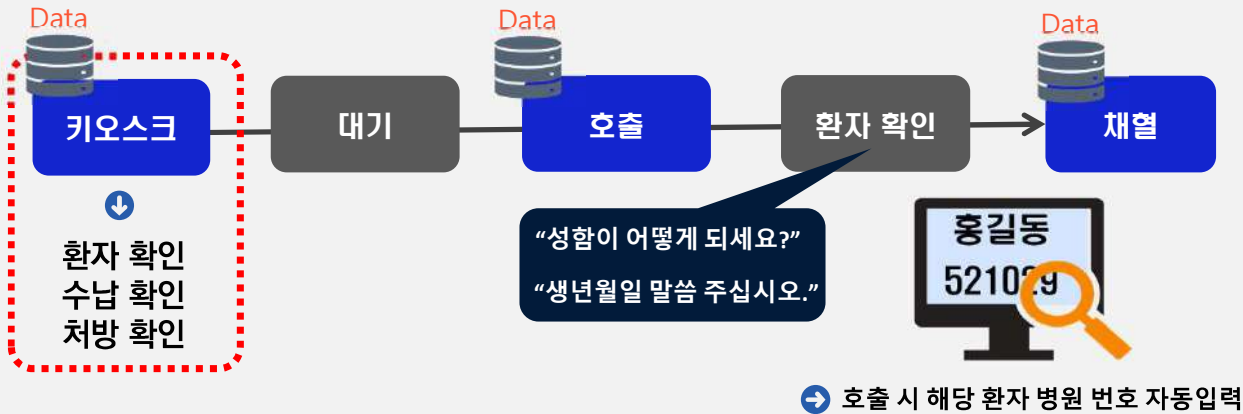 Data
Data
Data
키오스크
대기
호출
환자 확인
채혈
환자 확인
수납 확인
처방 확인
“성함이 어떻게 되세요?”
“생년월일 말씀 주십시오.”
홍길동
521029
호출 시 해당 환자 병원 번호 자동입력